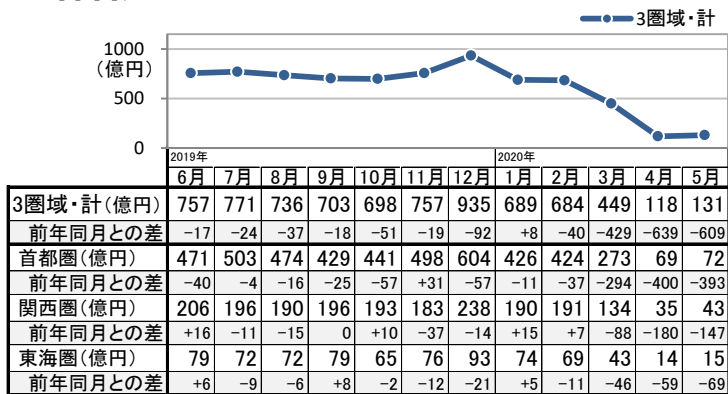 3圏域・計
1000
(億円)
500
0
2019年 2020年
6月 7月 8月 9月 10月 11月 12月 1月 2月 3月 4月 5月
3圏域・計(億円) 757 771 736 703 698 757 935 689 684 449 118 131
前年同月との差 -17 -24 -37 -18 -51 -19 -92 +8 -40 -429 -639 -609
首都圏(億円) 471 503 474 429 441 498 604 426 424 273 69 72
前年同月との差 -40 -4 -16 -25 -57 +31 -57 -11 -37 -294 -400 -393
関西圏(億円) 206 196 190 196 193 183 238 190 191 134 35 43
前年同月との差 +16 -11 -15 0 +10 -37 -14 +15 +7 -88 -180 -147
東海圏(億円) 79 72 72 79 65 76 93 74 69 43 14 15
前年同月との差 +6 -9 -6 +8 -2 -12 -21 +5 -11 -46 -59 -69